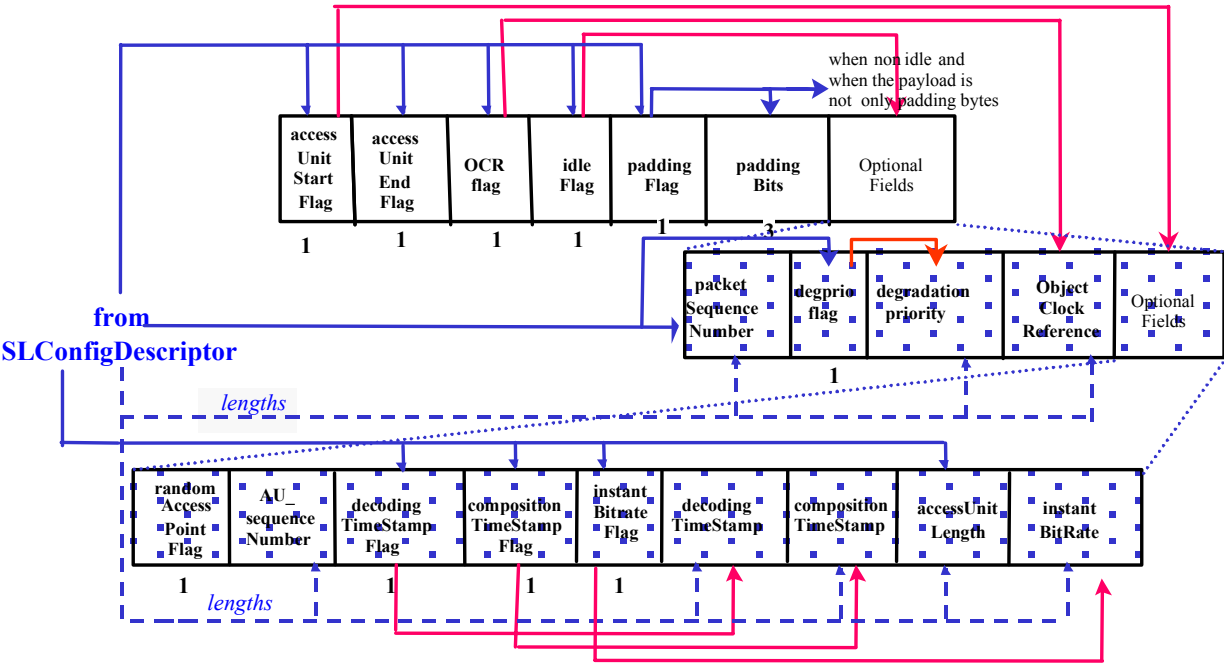 when non idle and
when the payload is
not only padding bytes
access
Unit
Start
Flag
access
Unit
End
Flag
OCR
flag
idle
Flag
padding
Flag
padding
Bits
Optional
Fields
1
1
1
1
1
3
packet
Sequence
Number
degprio
flag
degradation
priority
Object
Clock
Reference
Optional
Fields
1
from
SLConfigDescriptor
lengths
random
Access
Point
Flag
AU_
sequence
Number
decoding
TimeStamp
Flag
composition
TimeStamp
Flag
instant
Bitrate
Flag
decoding
TimeStamp
composition
TimeStamp
accessUnit
Length
instant
BitRate
1
1
1
1
lengths